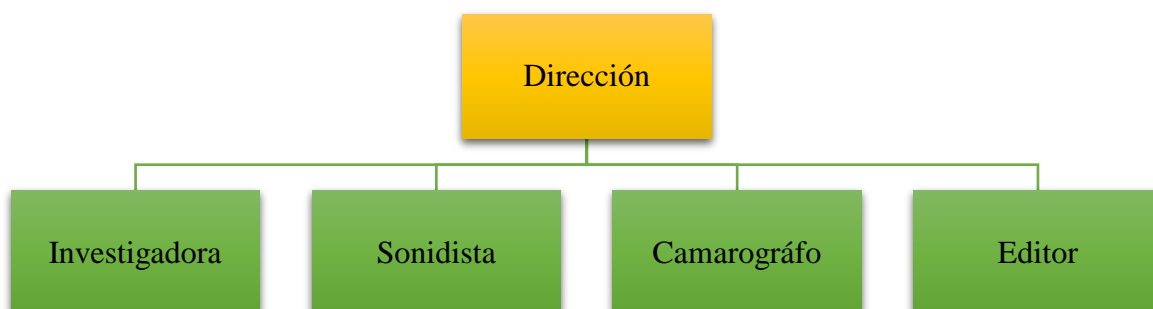 Dirección
Investigadora
Sonidista
Camarográfo
Editor